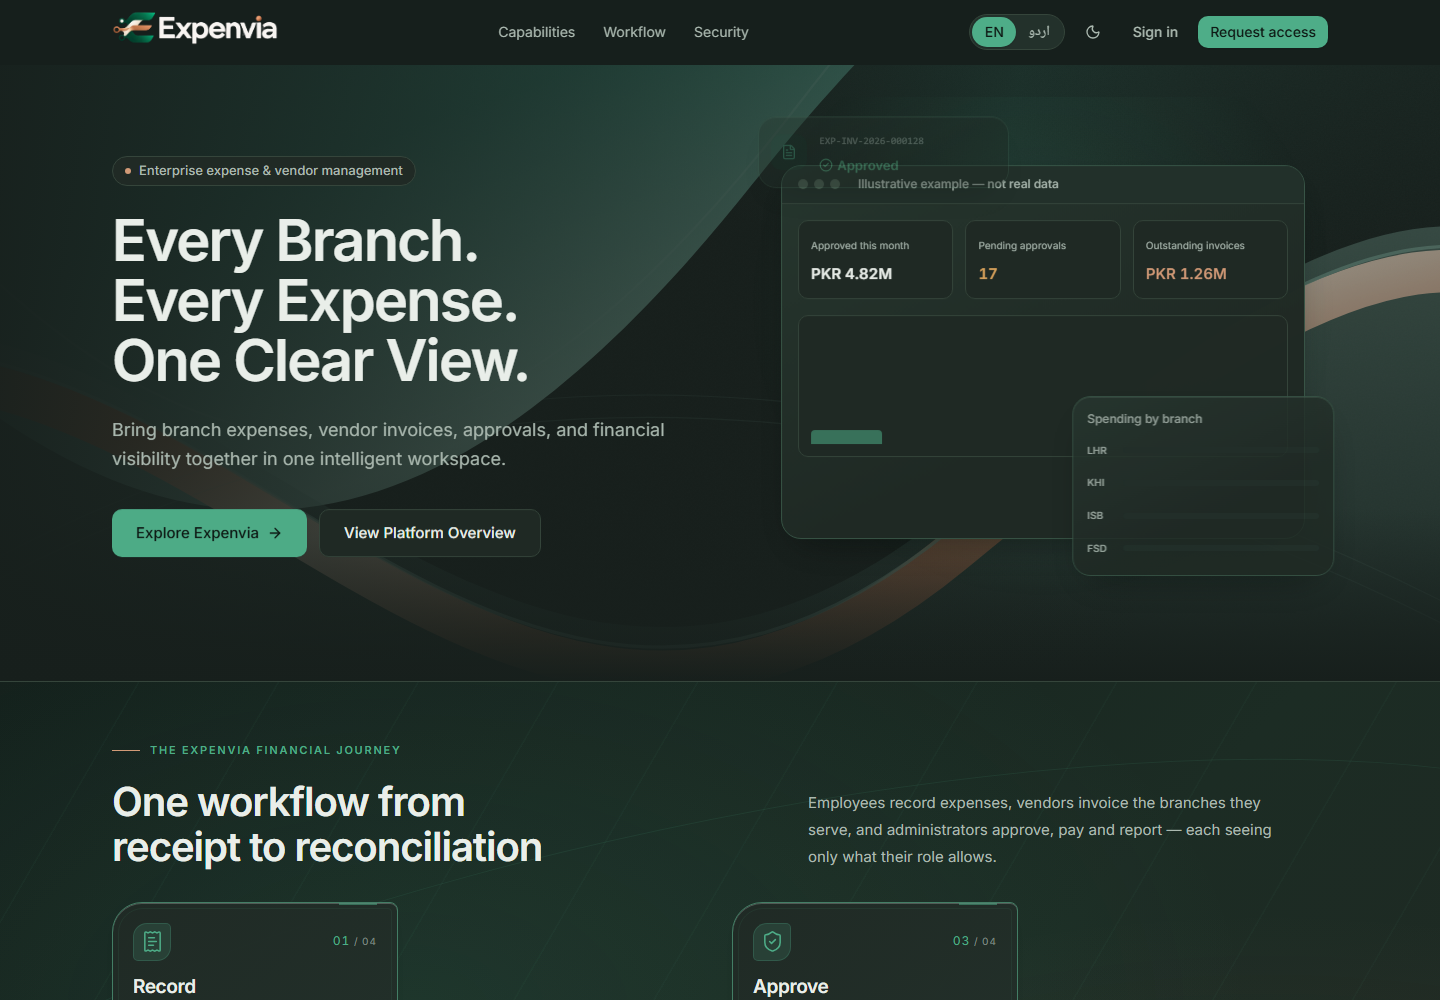 Expenvia
Capabilities
Workflow
Security
EN
اردو
Sign in
Request access
Enterprise expense & vendor management
Every Branch.
Every Expense.
One Clear View.
Bring branch expenses, vendor invoices, approvals, and financial
visibility together in one intelligent workspace.
Explore Expenvia
View Platform Overview
EXP-INV-2026-000128
Approved
Illustrative example — not real data
Approved this month
PKR 4.82M
Pending approvals
17
Outstanding invoices
PKR 1.26M
Spending by branch
LHR
KHI
ISB
FSD
THE EXPENVIA FINANCIAL JOURNEY
One workflow from
receipt to reconciliation
Employees record expenses, vendors invoice the branches they
serve, and administrators approve, pay and report — each seeing
only what their role allows.
01 / 04
Record
03 / 04
Approve